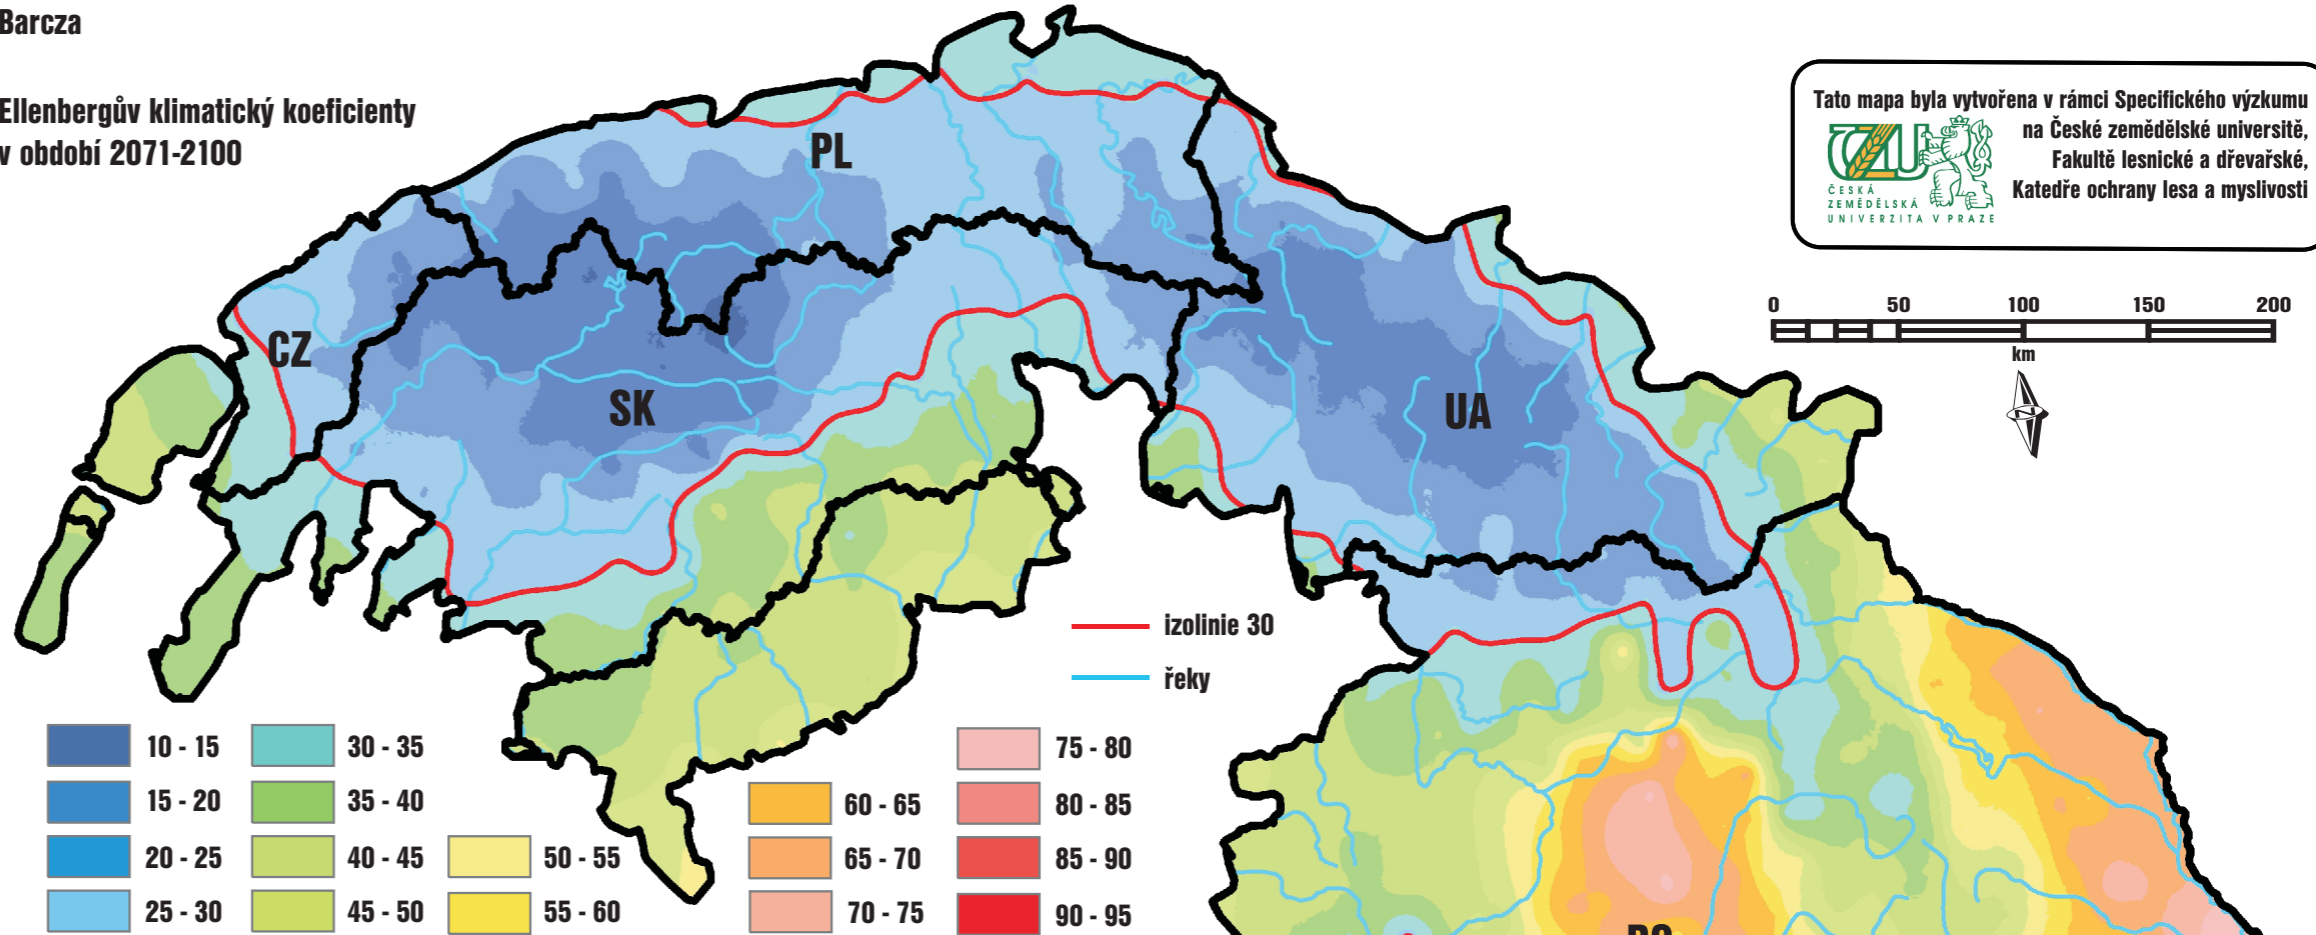 Barcza
Ellenbergův klimatický koeficienty
v období 2071-2100
Tato mapa byla vytvořena v rámci Specifického výzkumu
na České zemědělské universitě,
Fakultě lesnické a dřevařské,
Katedře ochrany lesa a myslivosti
ČZU
ČESKÁ
ZEMĚDĚLSKÁ
UNIVERZITA V PRAZE
0 50 100 150 200
km
N
PL
CZ
SK
UA
izolinie 30
řeky
10 - 15
15 - 20
20 - 25
25 - 30
30 - 35
35 - 40
40 - 45
45 - 50
50 - 55
55 - 60
60 - 65
65 - 70
70 - 75
75 - 80
80 - 85
85 - 90
90 - 95